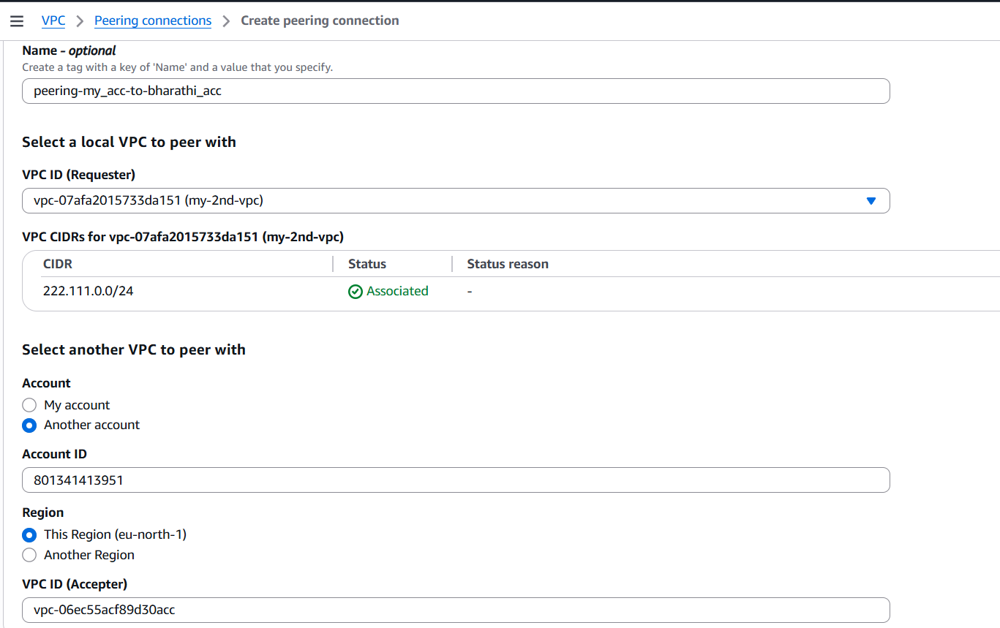 VPC > Peering connections > Create peering connection
Name - optional
Create a tag with a key of 'Name' and a value that you specify.
peering-my_acc-to-bharathi_acc
Select a local VPC to peer with
VPC ID (Requester)
vpc-07afa2015733da151 (my-2nd-vpc)
VPC CIDRs for vpc-07afa2015733da151 (my-2nd-vpc)
CIDR Status Status reason
222.111.0.0/24 Associated -
Select another VPC to peer with
Account
My account
Another account
Account ID
801341413951
Region
This Region (eu-north-1)
Another Region
VPC ID (Accepter)
vpc-06ec55acf89d30acc